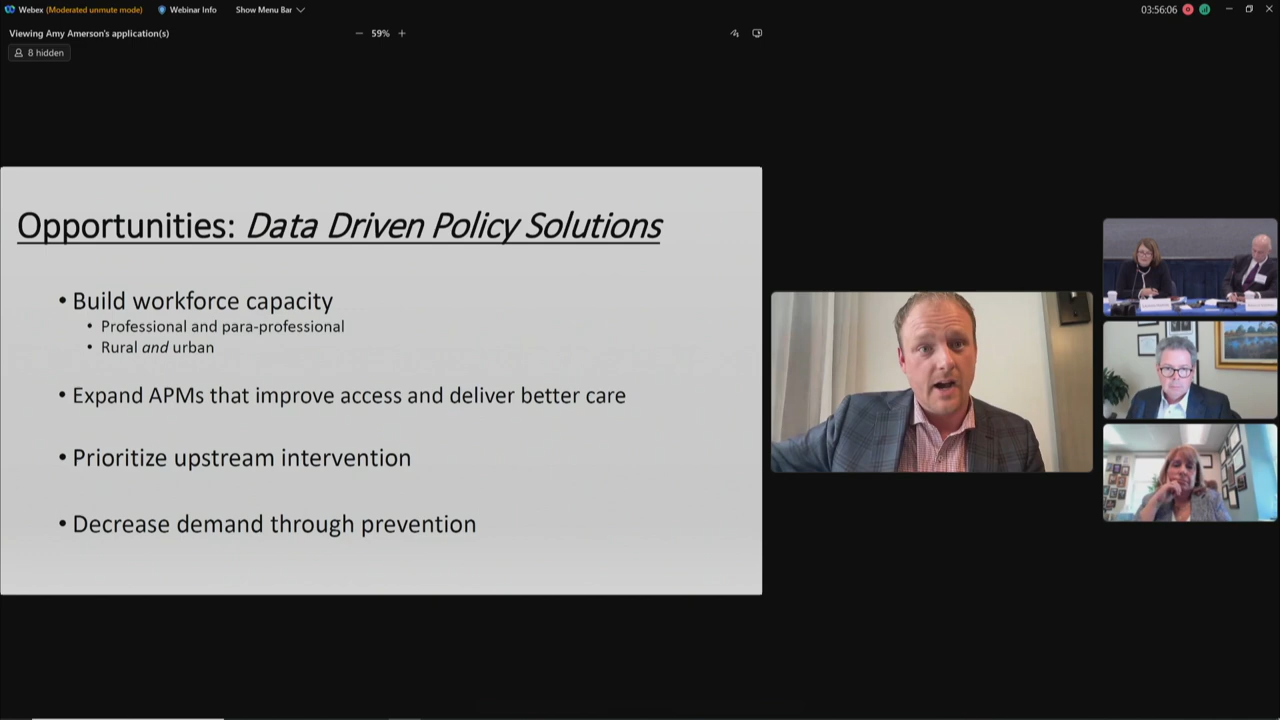 Webex (Moderated unmute mode) Webinar Info Show Menu Bar 03:56:06
Viewing Amy Amerson's application(s) 59%
8 hidden
Opportunities: Data Driven Policy Solutions
• Build workforce capacity
• Professional and para-professional
• Rural and urban
• Expand APMs that improve access and deliver better care
• Prioritize upstream intervention
• Decrease demand through prevention